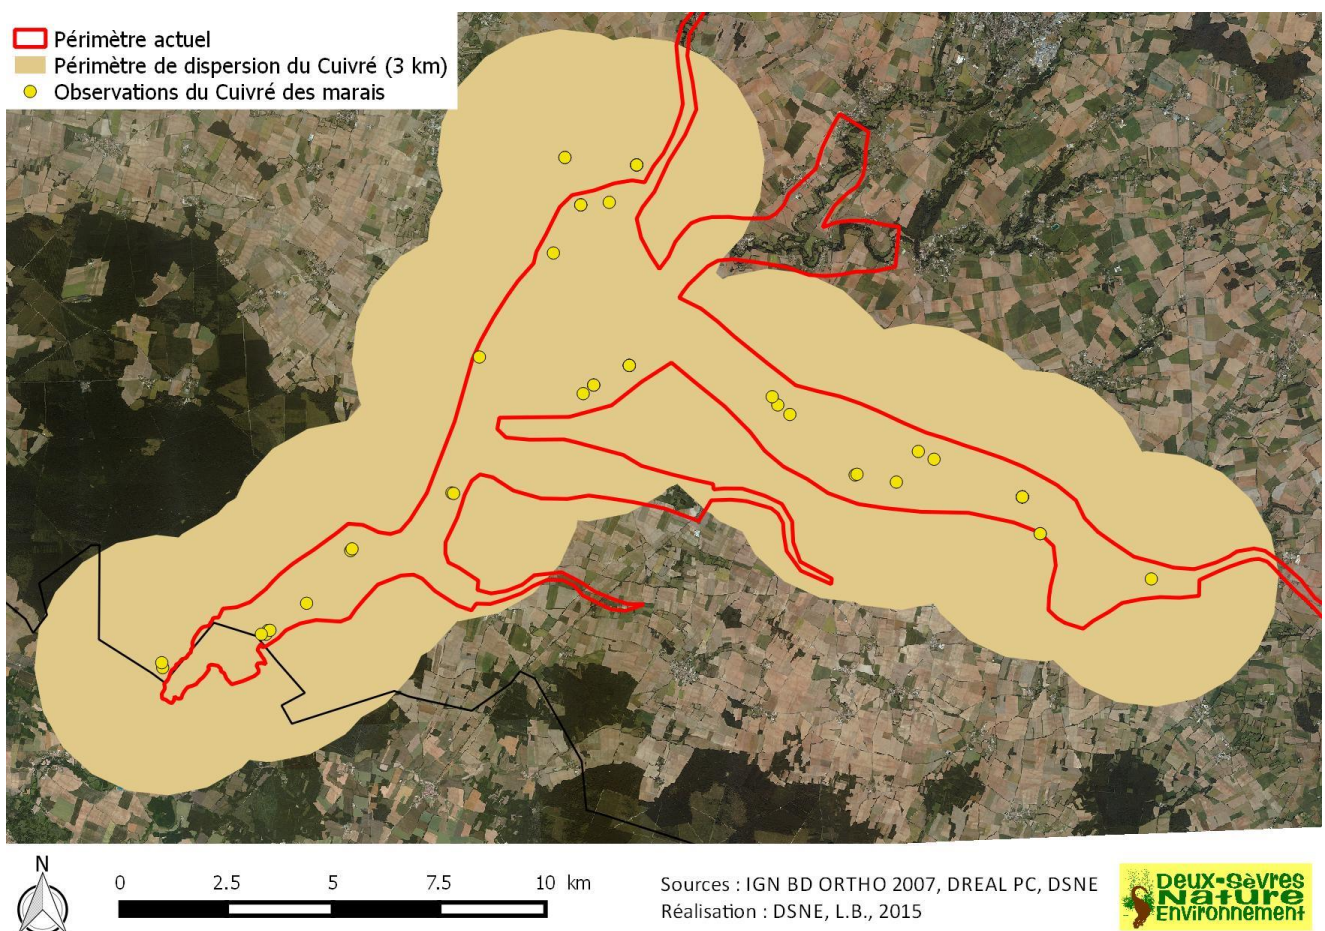 Périmètre actuel
Périmètre de dispersion du Cuivré (3 km)
Observations du Cuivré des marais
N
0 2.5 5 7.5 10 km
Sources : IGN BD ORTHO 2007, DREAL PC, DSNE
Réalisation : DSNE, L.B., 2015
Deux-Sèvres
Nature
Environnement